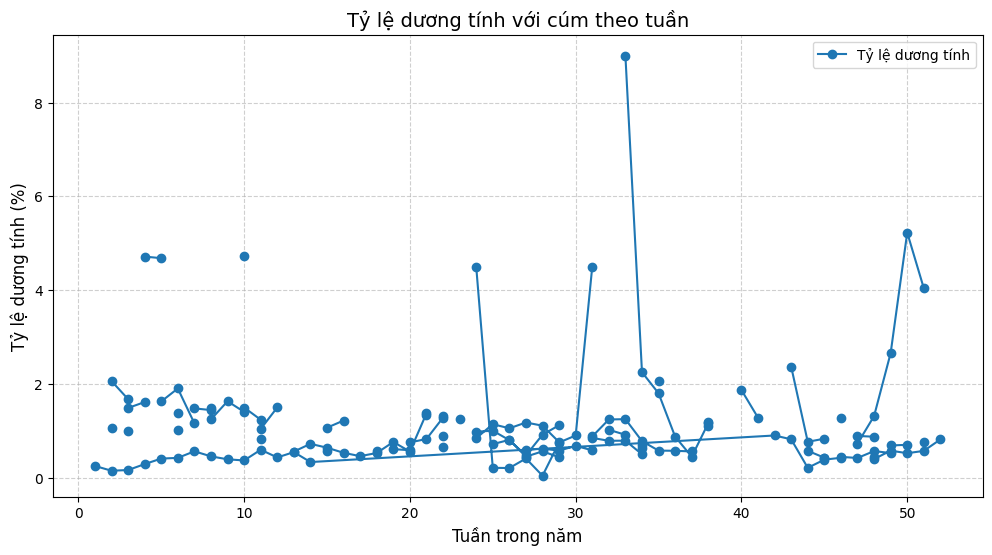 Tỷ lệ dương tính với cúm theo tuần
Tỷ lệ dương tính
Tỷ lệ dương tính (%)
8
6
4
2
0
0 10 20 30 40 50
Tuần trong năm